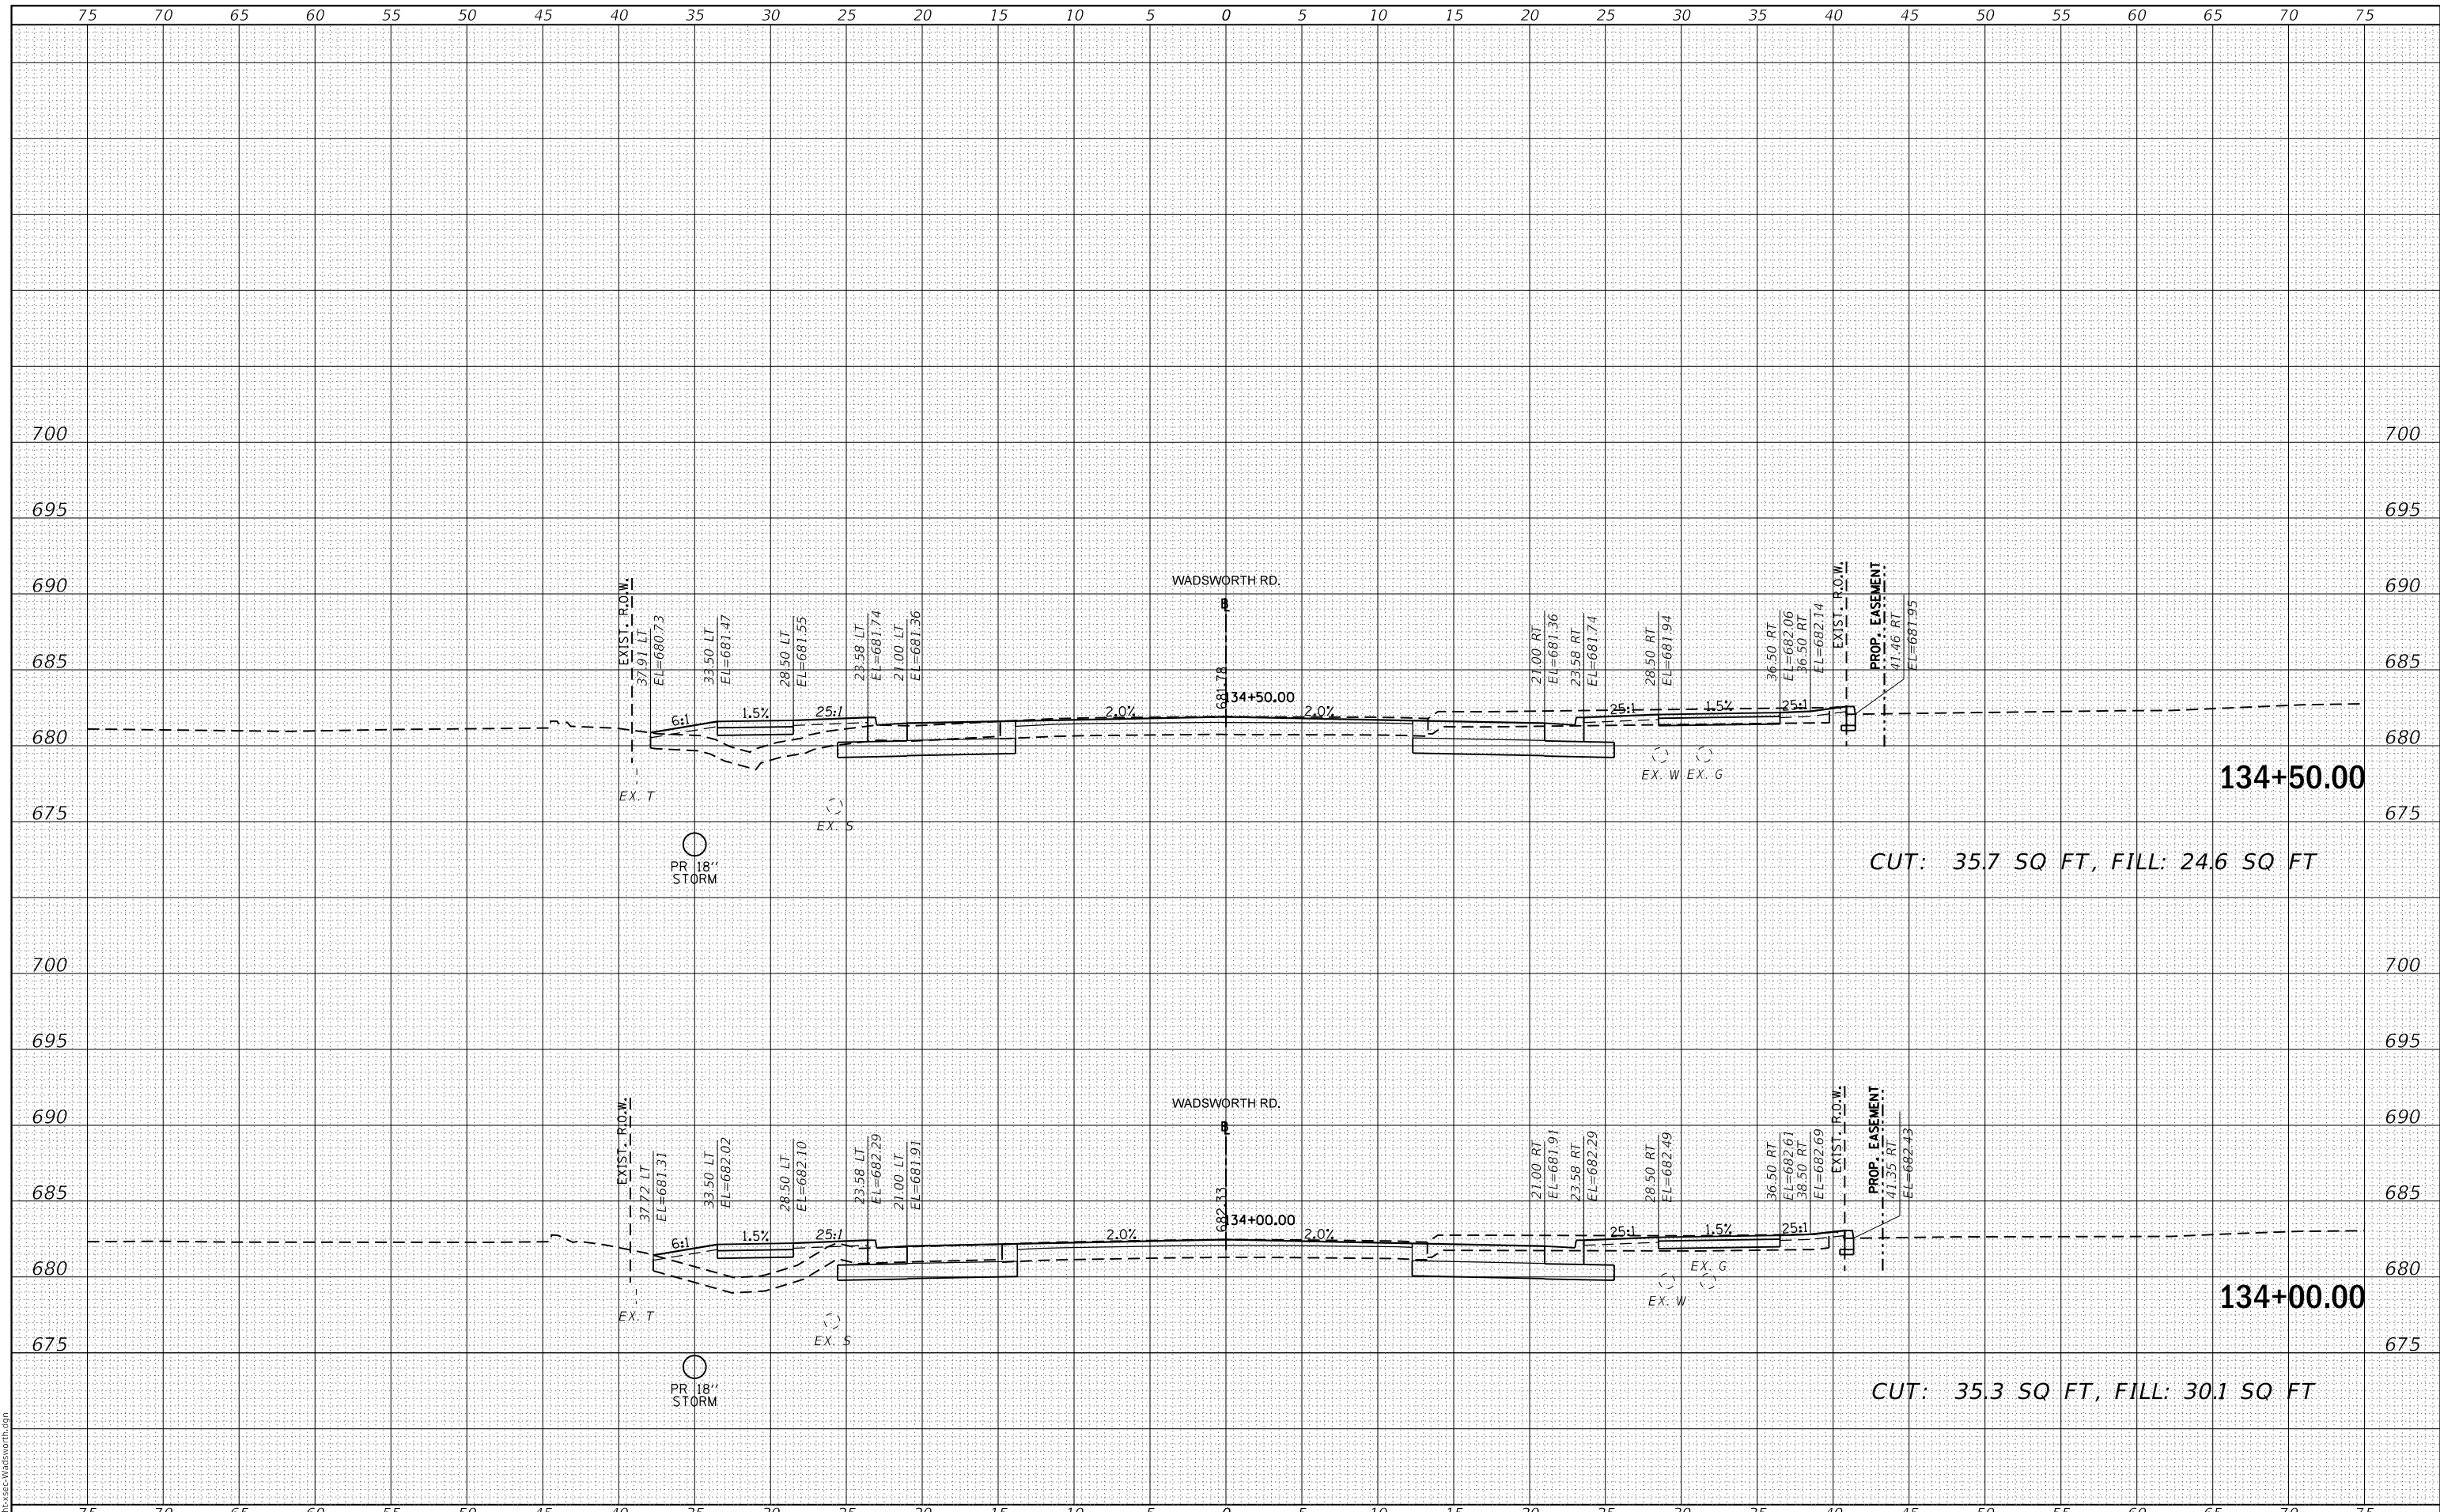 75 70 65 60 55 50 45 40 35 30 25 20 15 10 5 0 5 10 15 20 25 30 35 40 45 50 55 60 65 70 75
700 700
695 695
690 690
685 685
680 680
675 675
WADSWORTH RD.
EXIST. R.O.W.
37.91 LT
EL=680.73
33.50 LT
EL=681.47
28.50 LT
EL=681.55
23.58 LT
EL=681.74
21.00 LT
EL=681.36
681.78
134+50.00
21.00 RT
EL=681.36
23.58 RT
EL=681.74
28.50 RT
EL=681.94
36.50 RT
EL=682.06
36.50 RT
EL=682.14
EXIST. R.O.W.
PROP. EASEMENT
41.46 RT
EL=681.95
6:1 1.5% 25:1 2.0% 2.0% 25:1 1.5% 25:1
EX. T
EX. S
EX. W EX. G
PR 18''
STORM
134+50.00
CUT: 35.7 SQ FT, FILL: 24.6 SQ FT
700 700
695 695
690 690
685 685
680 680
675 675
WADSWORTH RD.
EXIST. R.O.W.
37.72 LT
EL=681.31
33.50 LT
EL=682.02
28.50 LT
EL=682.10
23.58 LT
EL=682.29
21.00 LT
EL=681.91
682.33
134+00.00
21.00 RT
EL=681.91
23.58 RT
EL=682.29
28.50 RT
EL=682.49
36.50 RT
EL=682.61
38.50 RT
EL=682.69
EXIST. R.O.W.
PROP. EASEMENT
41.35 RT
EL=682.43
6:1 1.5% 25:1 2.0% 2.0% 25:1 1.5% 25:1
EX. G
EX. T
EX. S
EX. W
PR 18''
STORM
134+00.00
CUT: 35.3 SQ FT, FILL: 30.1 SQ FT
75 70 65 60 55 50 45 40 35 30 25 20 15 10 5 0 5 10 15 20 25 30 35 40 45 50 55 60 65 70 75